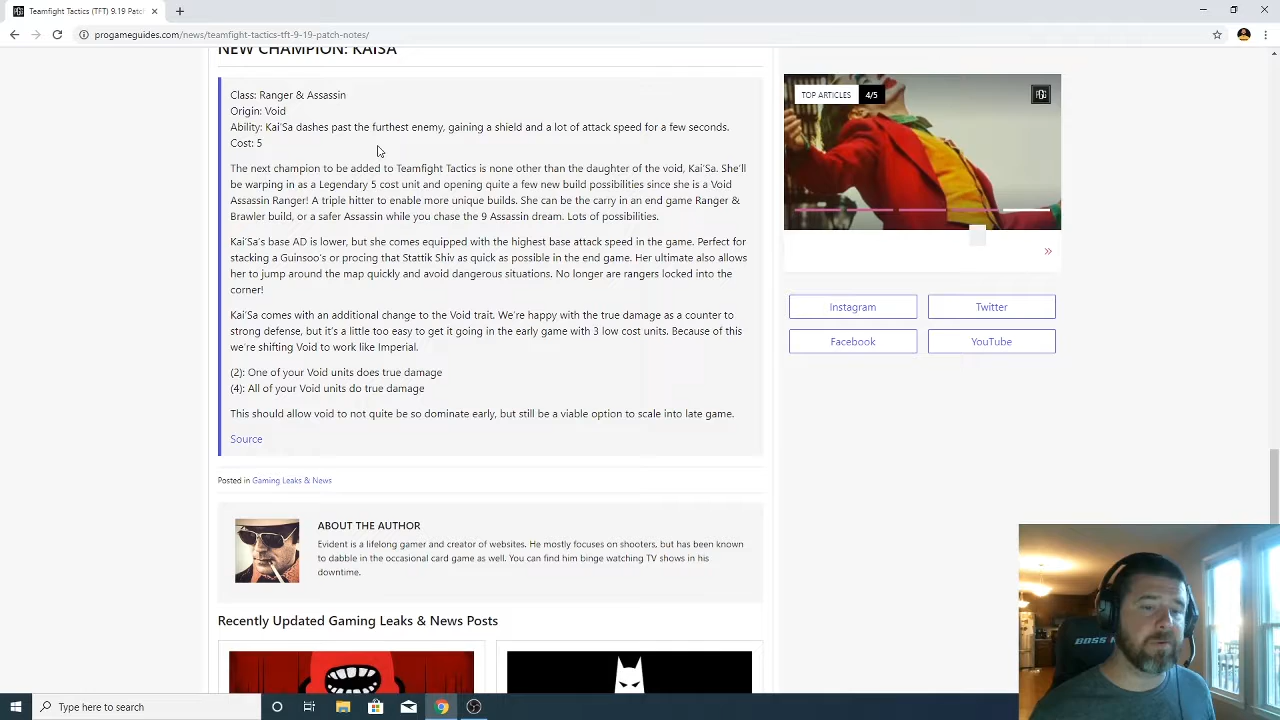 Teamfight Tactics (TFT) 9.19 Patc
progameguides.com/news/teamfight-tactics-tft-9-19-patch-notes/
NEW CHAMPION: KAISA
Class: Ranger & Assassin
Origin: Void
Ability: Kai'Sa dashes past the furthest enemy, gaining a shield and a lot of attack speed for a few seconds.
Cost: 5
The next champion to be added to Teamfight Tactics is none other than the daughter of the void, Kai'Sa. She'll
be warping in as a Legendary 5 cost unit and opening quite a few new build possibilities since she is a Void
Assassin Ranger! A triple hitter to enable more unique builds. She can be the carry in an end game Ranger &
Brawler build, or a safer Assassin while you chase the 9 Assassin dream. Lots of possibilities.
Kai'Sa's base AD is lower, but she comes equipped with the highest base attack speed in the game. Perfect for
stacking a Guinsoo's or procing that Stattik Shiv as quick as possible in the end game. Her ultimate also allows
her to jump around the map quickly and avoid dangerous situations. No longer are rangers locked into the
corner!
Kai'Sa comes with an additional change to the Void trait. We're happy with the true damage as a counter to
strong defense, but it's a little too easy to get it going in the early game with 3 low cost units. Because of this
we're shifting Void to work like Imperial.
(2): One of your Void units does true damage
(4): All of your Void units do true damage
This should allow void to not quite be so dominate early, but still be a viable option to scale into late game.
Source
Posted in Gaming Leaks & News
ABOUT THE AUTHOR
Evident is a lifelong gamer and creator of websites. He mostly focuses on shooters, but has been known
to dabble in the occasional card game as well. You can find him binge watching TV shows in his
downtime.
Recently Updated Gaming Leaks & News Posts
TOP ARTICLES 4/5
PGG
»
Instagram
Twitter
Facebook
YouTube
BOSS
Type here to search